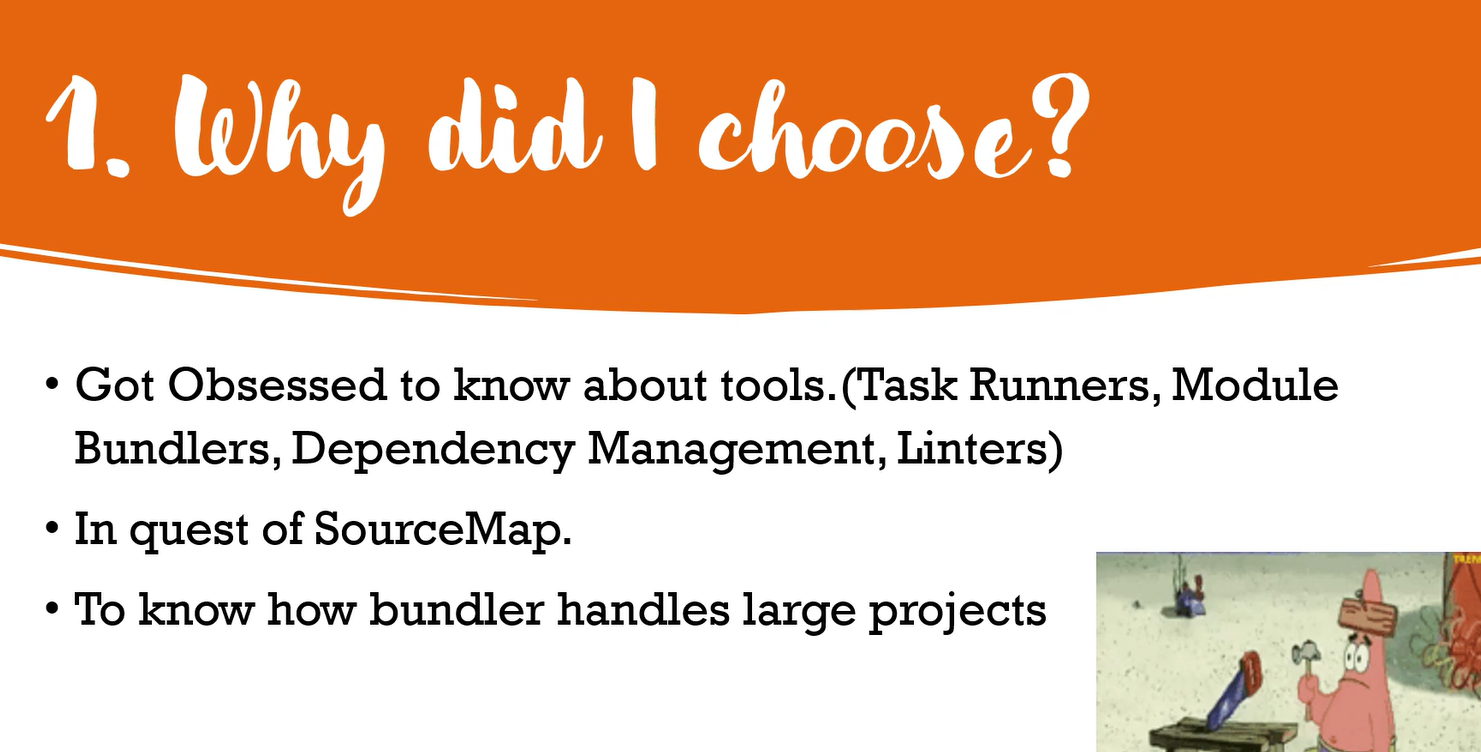 1. Why did I choose?
• Got Obsessed to know about tools.(Task Runners, Module
Bundlers, Dependency Management, Linters)
• In quest of SourceMap.
• To know how bundler handles large projects